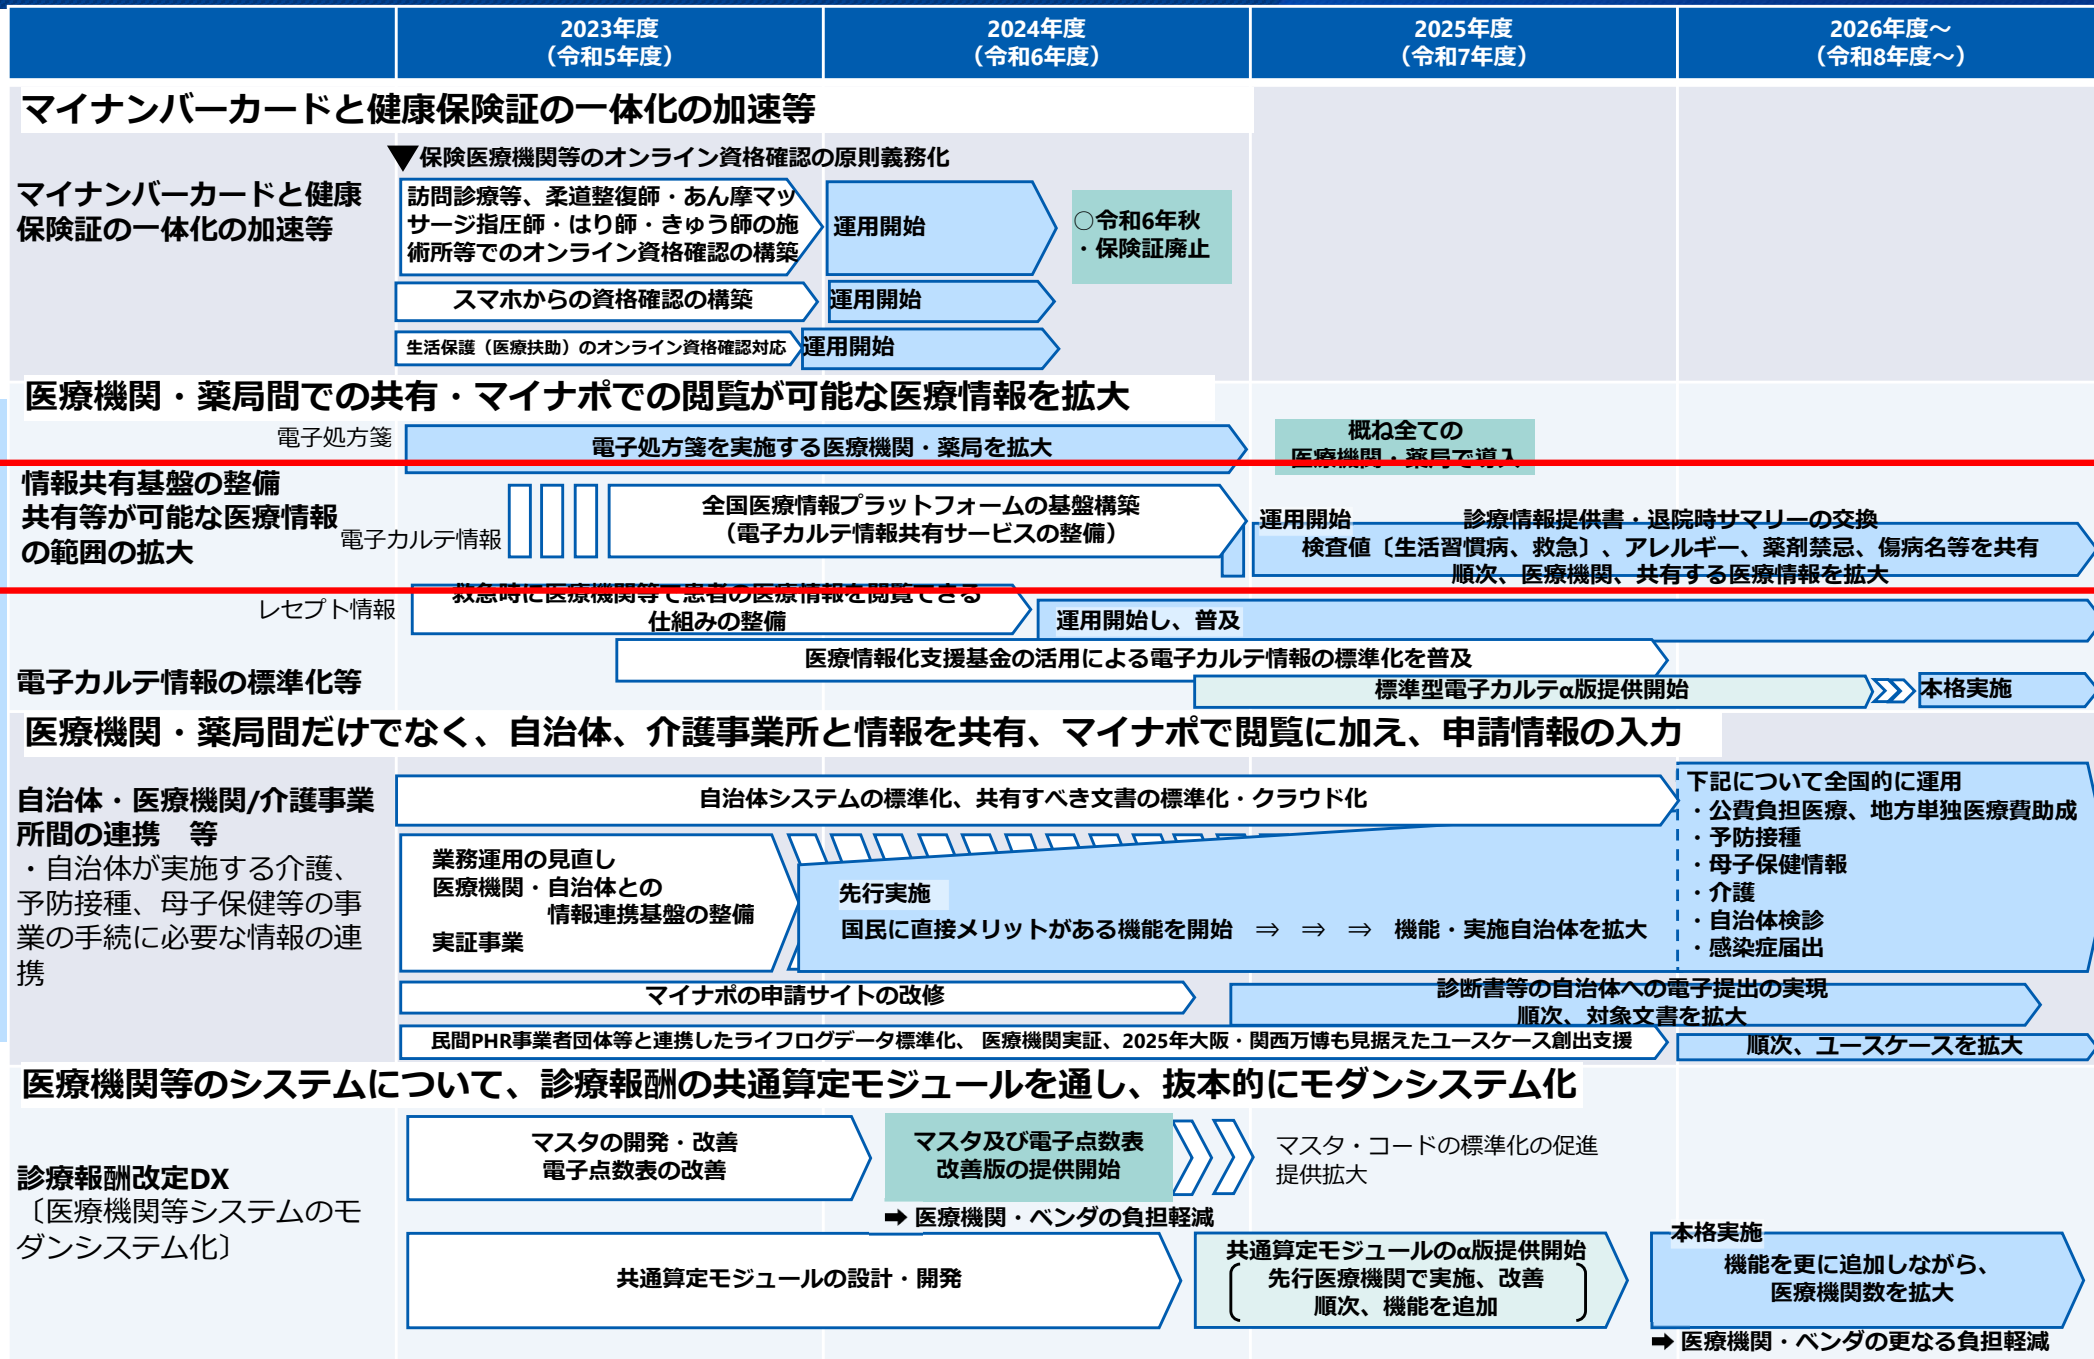 2023年度
（令和5年度）
2024年度
（令和6年度）
2025年度
（令和7年度）
2026年度～
（令和8年度～）
マイナンバーカードと健康保険証の一体化の加速等
マイナンバーカードと健康
保険証の一体化の加速等
▼保険医療機関等のオンライン資格確認の原則義務化
訪問診療等、柔道整復師・あん摩マッ
サージ指圧師・はり師・きゅう師の施
術所等でのオンライン資格確認の構築
運用開始
○令和6年秋
・保険証廃止
スマホからの資格確認の構築
運用開始
生活保護（医療扶助）のオンライン資格確認対応
運用開始
医療機関・薬局間での共有・マイナポでの閲覧が可能な医療情報を拡大
電子処方箋
電子処方箋を実施する医療機関・薬局を拡大
概ね全ての
医療機関・薬局で導入
情報共有基盤の整備
共有等が可能な医療情報
の範囲の拡大
電子カルテ情報
全国医療情報プラットフォームの基盤構築
（電子カルテ情報共有サービスの整備）
運用開始
診療情報提供書・退院時サマリーの交換
検査値〔生活習慣病、救急〕、アレルギー、薬剤禁忌、傷病名等を共有
順次、医療機関、共有する医療情報を拡大
レセプト情報
救急時に医療機関等で患者の医療情報を閲覧できる
仕組みの整備
運用開始し、普及
医療情報化支援基金の活用による電子カルテ情報の標準化を普及
電子カルテ情報の標準化等
標準型電子カルテα版提供開始
本格実施
医療機関・薬局間だけでなく、自治体、介護事業所と情報を共有、マイナポで閲覧に加え、申請情報の入力
自治体・医療機関/介護事業
所間の連携　等
・自治体が実施する介護、
予防接種、母子保健等の事
業の手続に必要な情報の連
携
自治体システムの標準化、共有すべき文書の標準化・クラウド化
業務運用の見直し
医療機関・自治体との
情報連携基盤の整備
実証事業
先行実施
国民に直接メリットがある機能を開始　⇒　⇒　⇒　機能・実施自治体を拡大
下記について全国的に運用
・公費負担医療、地方単独医療費助成
・予防接種
・母子保健情報
・介護
・自治体検診
・感染症届出
マイナポの申請サイトの改修
診断書等の自治体への電子提出の実現
順次、対象文書を拡大
民間PHR事業者団体等と連携したライフログデータ標準化、 医療機関実証、2025年大阪・関西万博も見据えたユースケース創出支援
順次、ユースケースを拡大
医療機関等のシステムについて、診療報酬の共通算定モジュールを通し、抜本的にモダンシステム化
診療報酬改定DX
〔医療機関等システムのモ
ダンシステム化〕
マスタの開発・改善
電子点数表の改善
マスタ及び電子点数表
改善版の提供開始
マスタ・コードの標準化の促進
提供拡大
➡ 医療機関・ベンダの負担軽減
共通算定モジュールの設計・開発
共通算定モジュールのα版提供開始
先行医療機関で実施、改善
順次、機能を追加
本格実施
機能を更に追加しながら、
医療機関数を拡大
➡ 医療機関・ベンダの更なる負担軽減